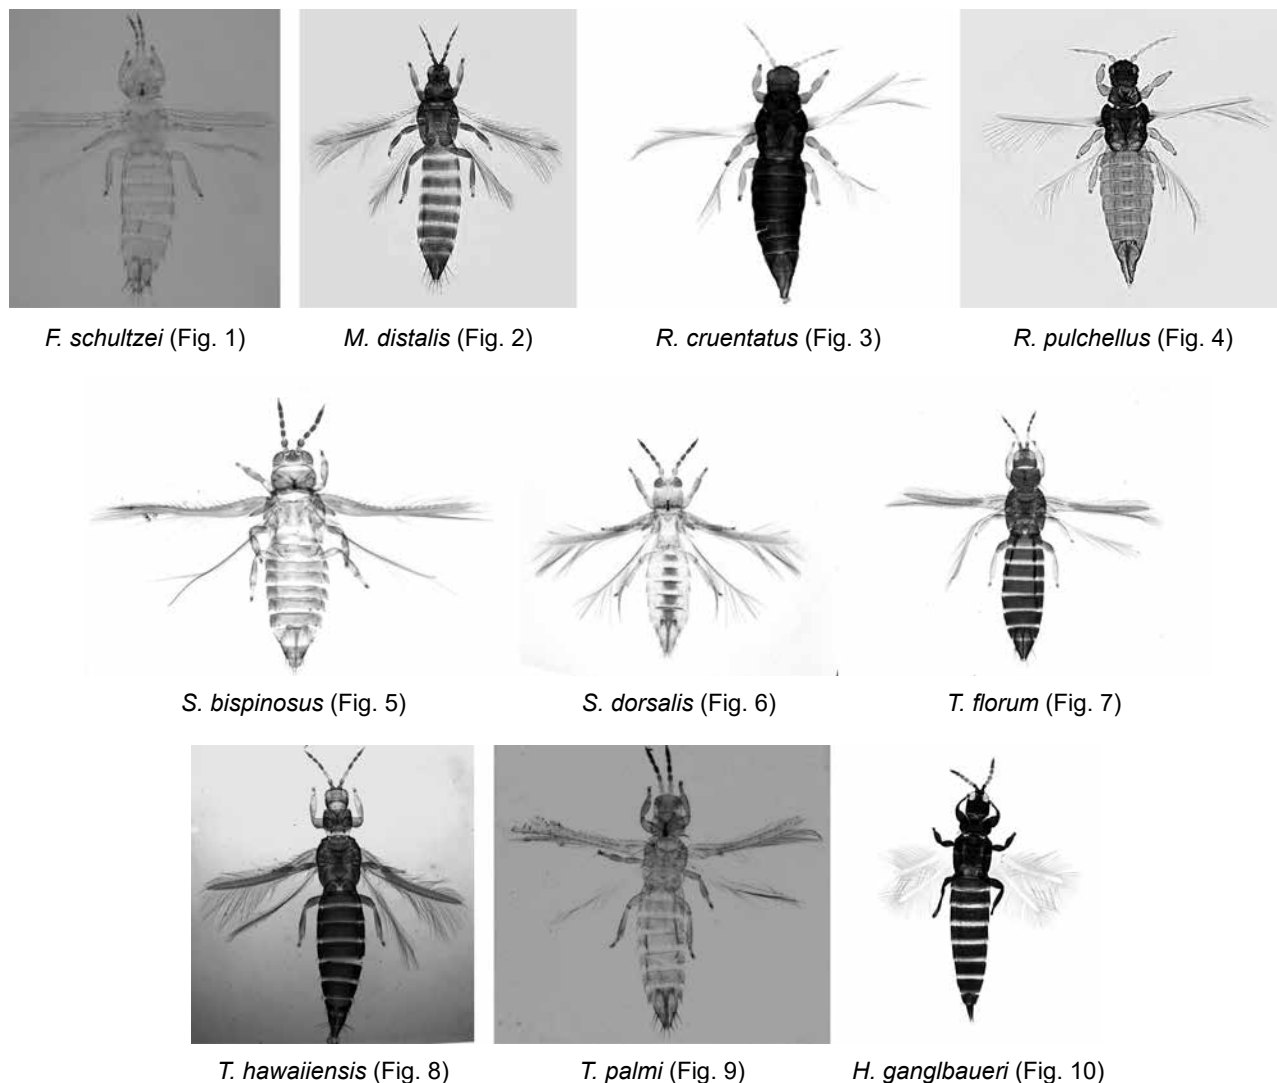 F. schultzei (Fig. 1)
M. distalis (Fig. 2)
R. cruentatus (Fig. 3)
R. pulchellus (Fig. 4)
S. bispinosus (Fig. 5)
S. dorsalis (Fig. 6)
T. florum (Fig. 7)
T. hawaiiensis (Fig. 8)
T. palmi (Fig. 9)
H. ganglbaueri (Fig. 10)